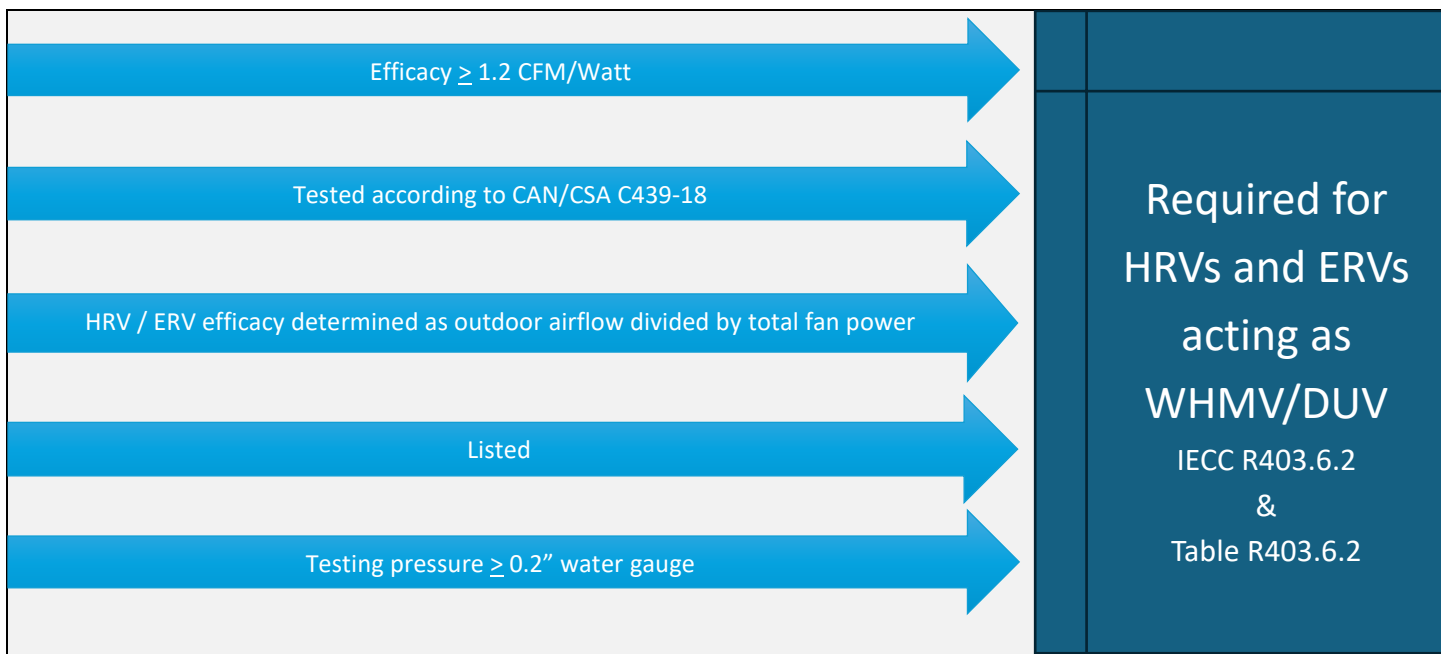 Efficacy ≥ 1.2 CFM/Watt
Tested according to CAN/CSA C439-18
HRV / ERV efficacy determined as outdoor airflow divided by total fan power
Listed
Testing pressure ≥ 0.2” water gauge
Required for
HRVs and ERVs
acting as
WHMV/DUV
IECC R403.6.2
&
Table R403.6.2